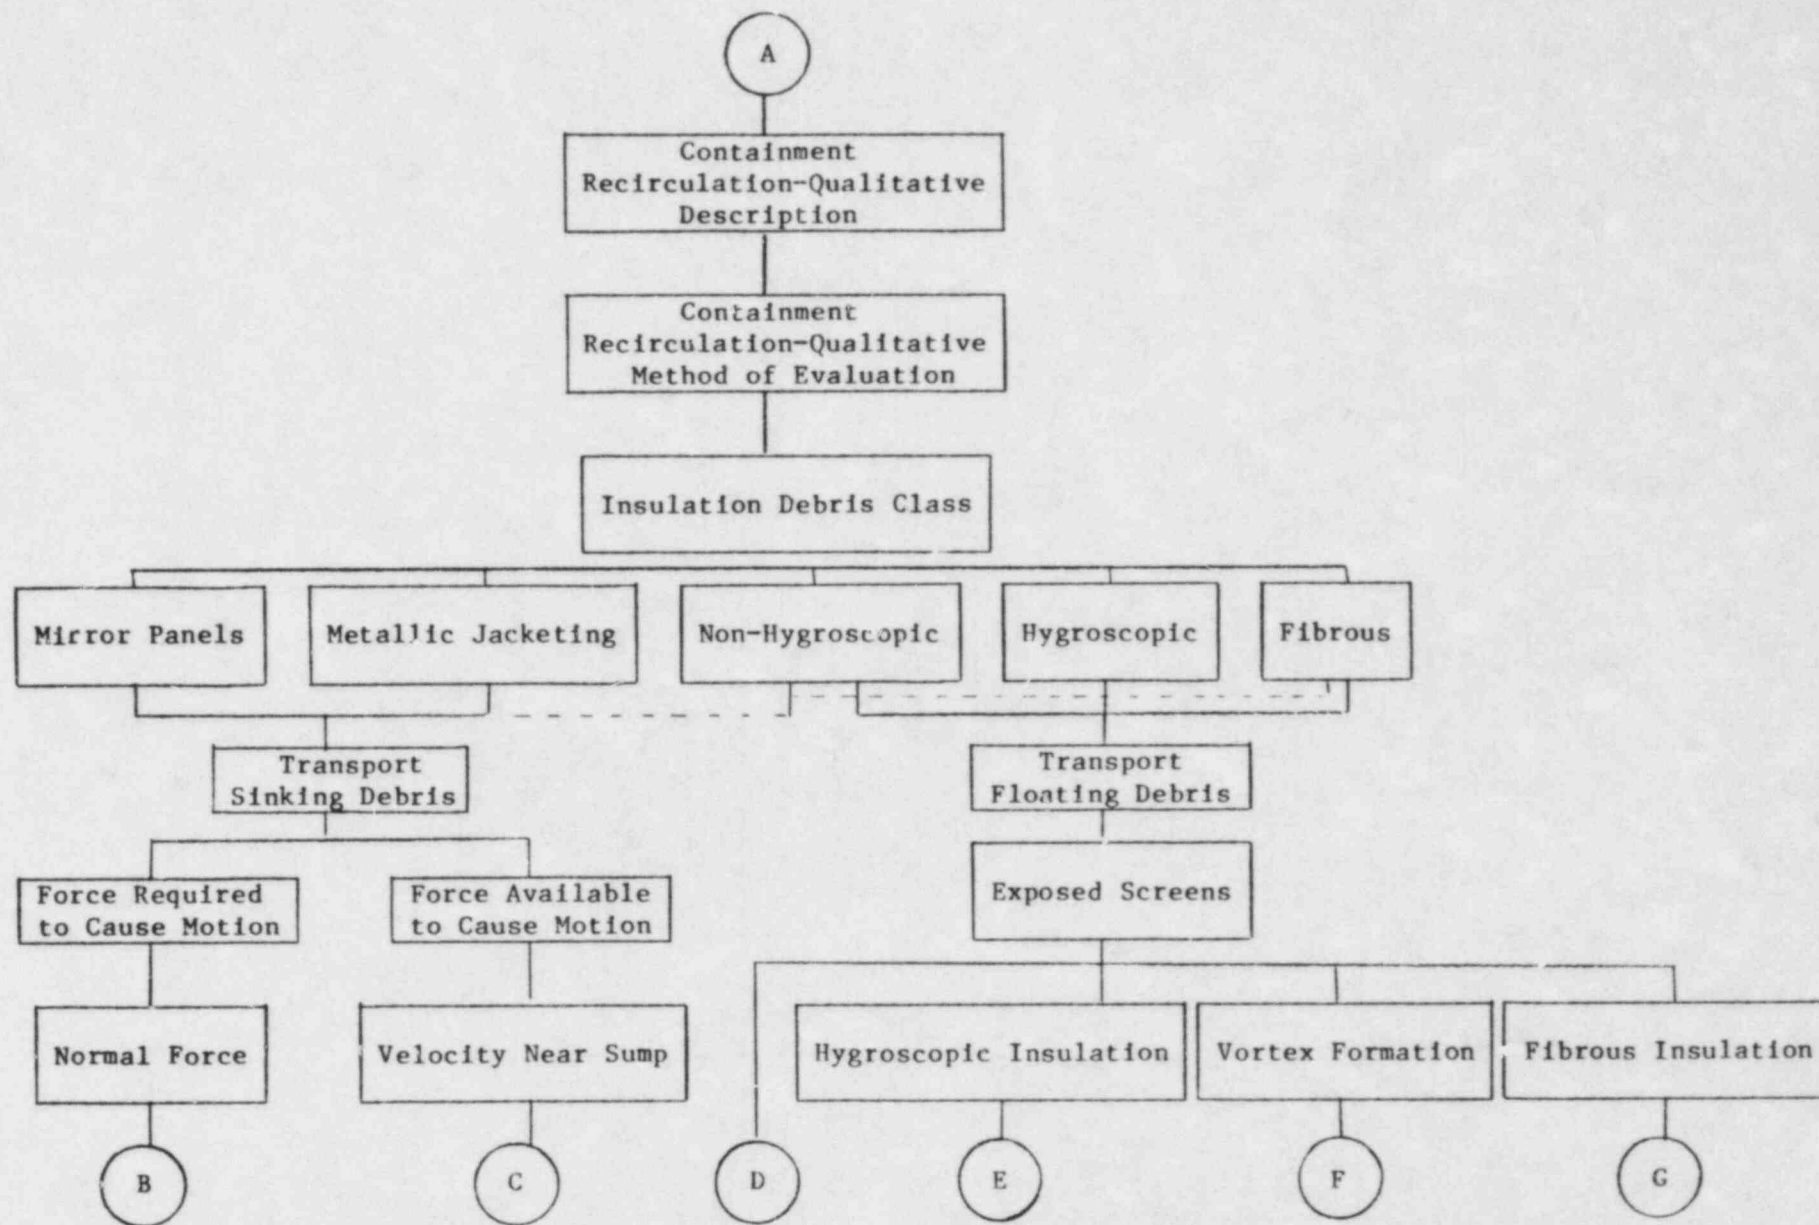 A
Containment
Recirculation-Qualitative
Description
Containment
Recirculation-Qualitative
Method of Evaluation
Insulation Debris Class
Mirror Panels
Metallic Jacketing
Non-Hygroscopic
Hygroscopic
Fibrous
Transport
Sinking Debris
Transport
Floating Debris
Force Required
to Cause Motion
Force Available
to Cause Motion
Exposed Screens
Normal Force
Velocity Near Sump
Hygroscopic Insulation
Vortex Formation
Fibrous Insulation
B
C
D
E
F
G